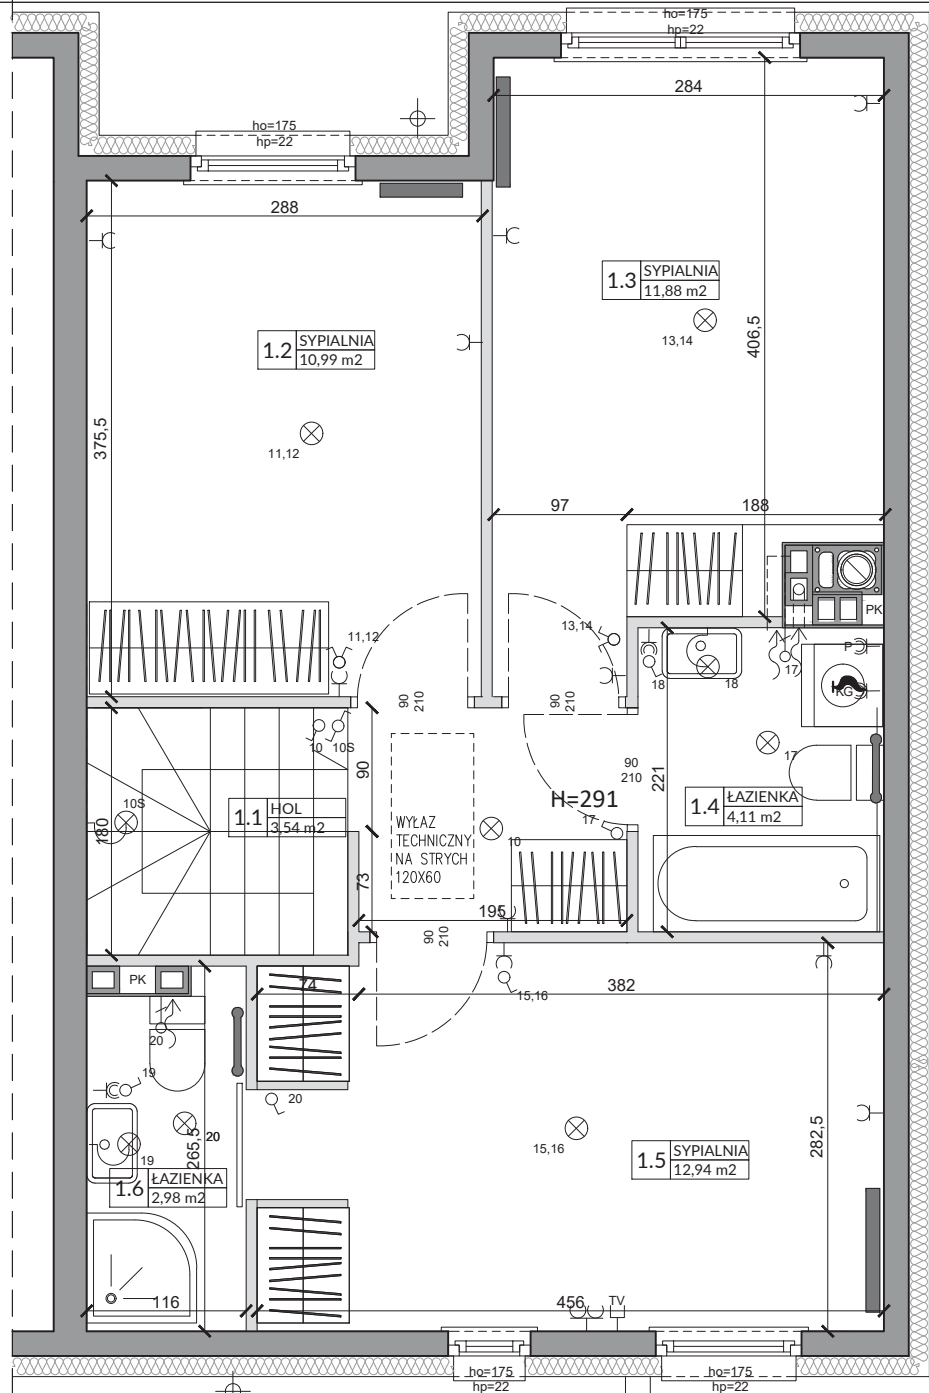 ho=175
hp=22
284
ho=175
hp=22
288
1.3
SYPIALNIA
11,88 m2
13,14
406,5
1.2
SYPIALNIA
10,99 m2
375,5
11,12
97
188
PK
11,12
13,14
P
18
18
17
KG
90
210
90
210
10
10S
90
17
90
210
221
H=291
1.4
ŁAZIENKA
4,11 m2
10S
180
1.1
HOL
3,54 m2
WYŁAZ
TECHNICZNY
NA STRYCH
120X60
17
10
73
195
90
210
PK
74
382
15,16
20
19
20
20
19
265,5
15,16
282,5
1.5
SYPIALNIA
12,94 m2
1.6
ŁAZIENKA
2,98 m2
116
456
TV
ho=175
hp=22
ho=175
hp=22